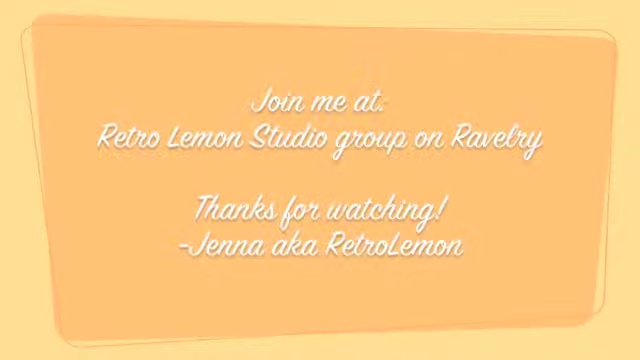 Join me at:
Retro Lemon Studio group on Ravelry
Thanks for watching!
-Jenna aka RetroLemon